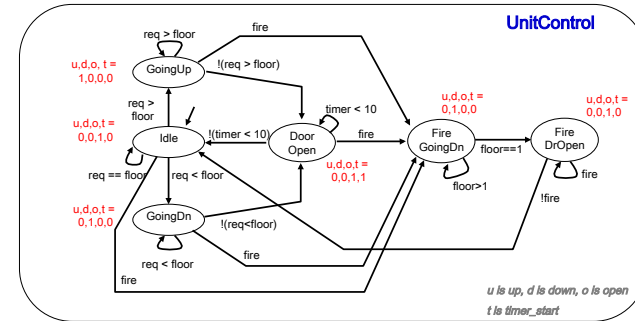 UnitControl
req > floor
fire
u,d,o, t =
1,0,0,0
GoingUp
!(req > floor)
u,d,o,t =
0,1,0,0
u,d,o,t =
0,0,1,0
req >
floor
timer < 10
u,d,o,t =
0,0,1,0
Idle
!(timer < 10)
Door
Open
fire
Fire
GoingDn
floor==1
Fire
DrOpen
req == floor
req < floor
u,d,o,t =
0,0,1,1
floor>1
fire
u,d,o,t =
0,1,0,0
GoingDn
!(req<floor)
!fire
req < floor
fire
fire
u is up, d is down, o is open
t is timer_start